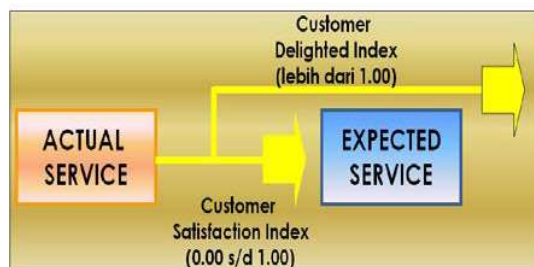 Customer
Delighted Index
(lebih dari 1.00)
ACTUAL
SERVICE
EXPECTED
SERVICE
Customer
Satisfaction Index
(0.00 s/d 1.00)